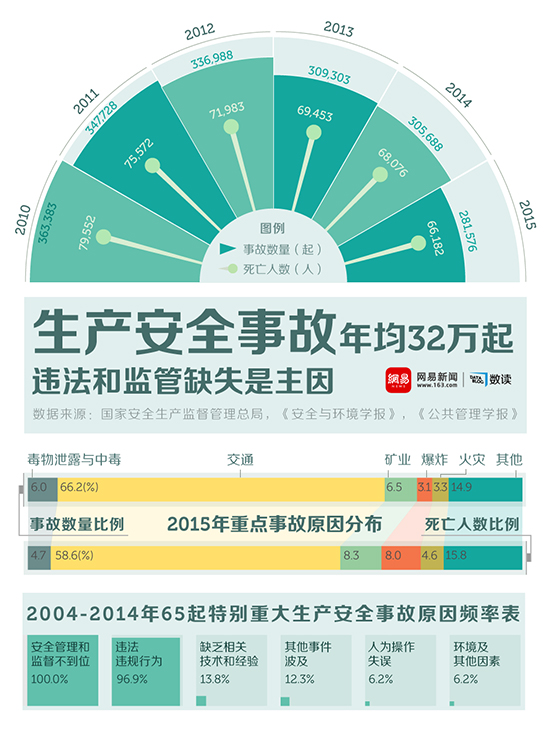 2010
2011
2012
2013
2014
2015
363,383
347,728
336,988
309,303
305,688
281,576
79,552
75,572
71,983
69,453
68,076
66,182
图例
事故数量（起）
死亡人数（人）
生产安全事故年均32万起
违法和监管缺失是主因
網易 NEWS 网易新闻 www.163.com DATA BLOG 数读
数据来源：国家安全生产监督管理总局，《安全与环境学报》，《公共管理学报》
毒物泄露与中毒 交通 矿业 爆炸 火灾 其他
6.0 66.2(%) 6.5 3.1 3.3 14.9
事故数量比例 2015年重点事故原因分布 死亡人数比例
4.7 58.6(%) 8.3 8.0 4.6 15.8
2004-2014年65起特别重大生产安全事故原因频率表
安全管理和
监督不到位
100.0%
违法
违规行为
96.9%
缺乏相关
技术和经验
13.8%
其他事件
波及
12.3%
人为操作
失误
6.2%
环境及
其他因素
6.2%